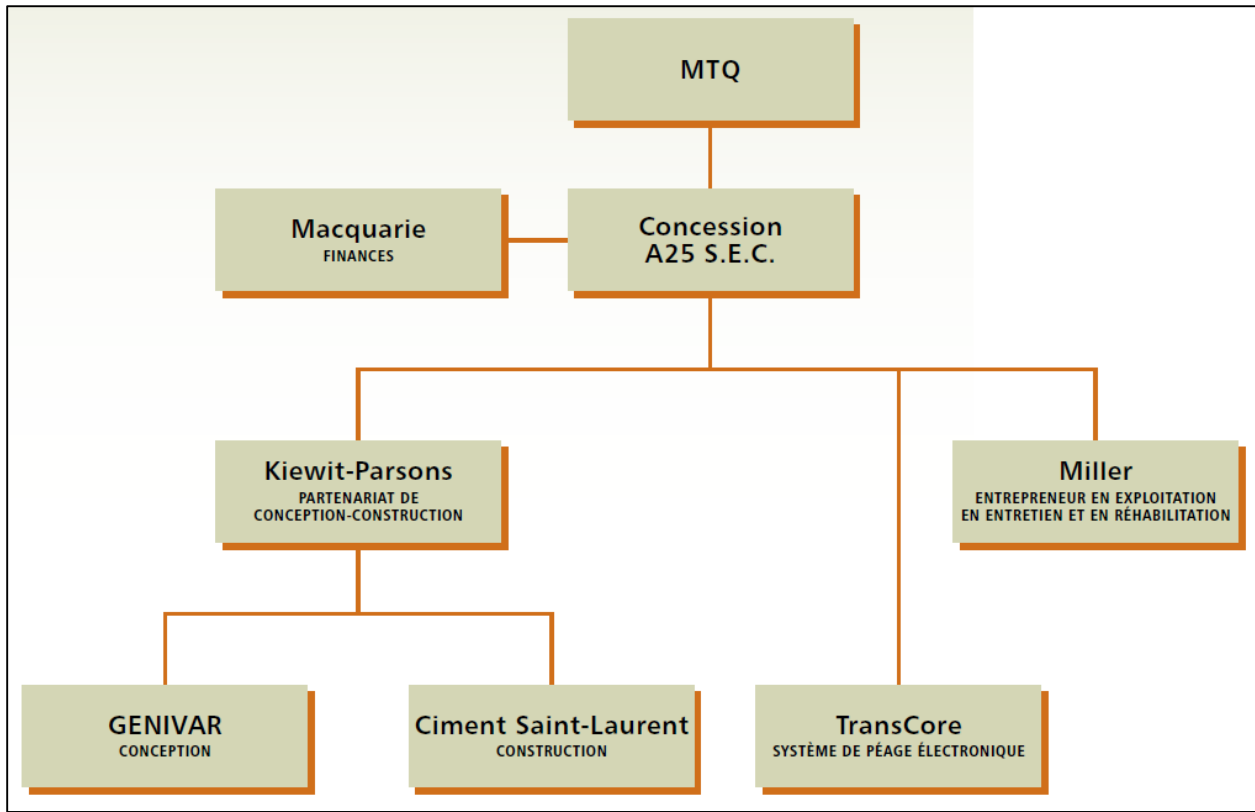 MTQ
Macquarie
FINANCES
Concession
A25 S.E.C.
Kiewit-Parsons
PARTENARIAT DE
CONCEPTION-CONSTRUCTION
Miller
ENTREPRENEUR EN EXPLOITATION
EN ENTRETIEN ET EN RÉHABILITATION
GENIVAR
CONCEPTION
Ciment Saint-Laurent
CONSTRUCTION
TransCore
SYSTÈME DE PÉAGE ÉLECTRONIQUE